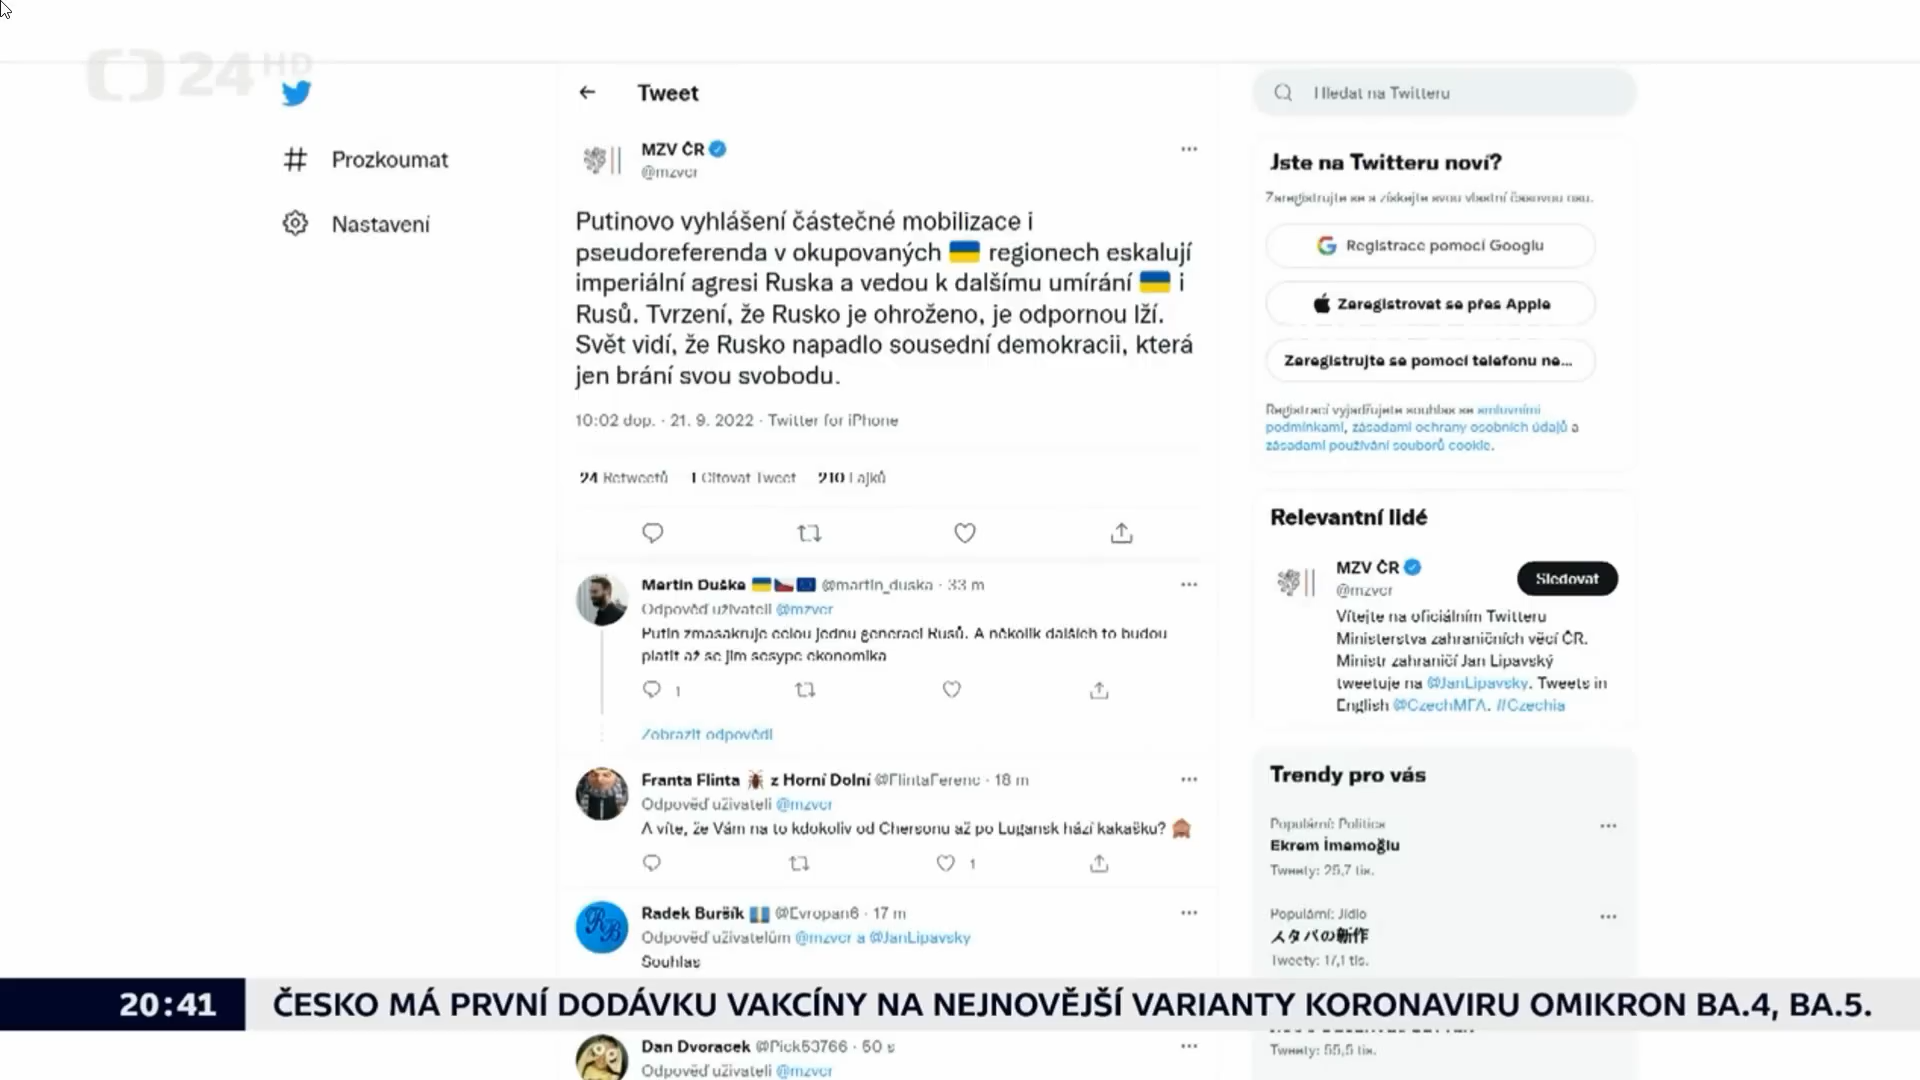 24 HD
Tweet
Hledat na Twitteru
Prozkoumat
Nastavení
MZV ČR
@mzvcr
Putinovo vyhlášení částečné mobilizace i
pseudoreferenda v okupovaných 🇺🇦 regionech eskalují
imperiální agresi Ruska a vedou k dalšímu umírání 🇺🇦 i
Rusů. Tvrzení, že Rusko je ohroženo, je odpornou lží.
Svět vidí, že Rusko napadlo sousední demokracii, která
jen brání svou svobodu.
10:02 dop. · 21. 9. 2022 · Twitter for iPhone
24 Retweetů 1 Citovat Tweet 210 Lajků
Martin Duške 🇺🇦🇨🇿🇪🇺 @martin_duska · 33 m
Odpověď uživateli @mzvcr
Putin zmasakruje celou jednu generaci Rusů. A několik dalších to budou
platit až se jim sesype ekonomika
1
Zobrazit odpovědi
Franta Flinta 🪳 z Horní Dolní @FlintaFerenc · 18 m
Odpověď uživateli @mzvcr
A víte, že Vám na to kdokoliv od Chersonu až po Lugansk hází kakašku? 🙈
1
Radek Buršík @Evropan6 · 17 m
Odpověď uživatelům @mzvcr a @JanLipavsky
Souhlas
Dan Dvoracek @Pick53766 · 50 s
Odpověď uživateli @mzvcr
Jste na Twitteru noví?
Zaregistrujte se a získejte svou vlastní časovou osu.
Registrace pomocí Googlu
Zaregistrovat se přes Apple
Zaregistrujte se pomocí telefonu ne...
Registrací vyjadřujete souhlas se smluvními
podmínkami, zásadami ochrany osobních údajů a
zásadami používání souborů cookie.
Relevantní lidé
MZV ČR
@mzvcr
Sledovat
Vítejte na oficiálním Twitteru
Ministerstva zahraničních věcí ČR.
Ministr zahraničí Jan Lipavský
tweetuje na @JanLipavsky. Tweets in
English @CzechMFA. #Czechia
Trendy pro vás
Populární: Politics
Ekrem İmamoğlu
Tweety: 25,7 tis.
Populární: Jídlo
スタバの新作
Tweety: 17,1 tis.
Tweety: 55,5 tis.
20:41
ČESKO MÁ PRVNÍ DODÁVKU VAKCÍNY NA NEJNOVĚJŠÍ VARIANTY KORONAVIRU OMIKRON BA.4, BA.5.